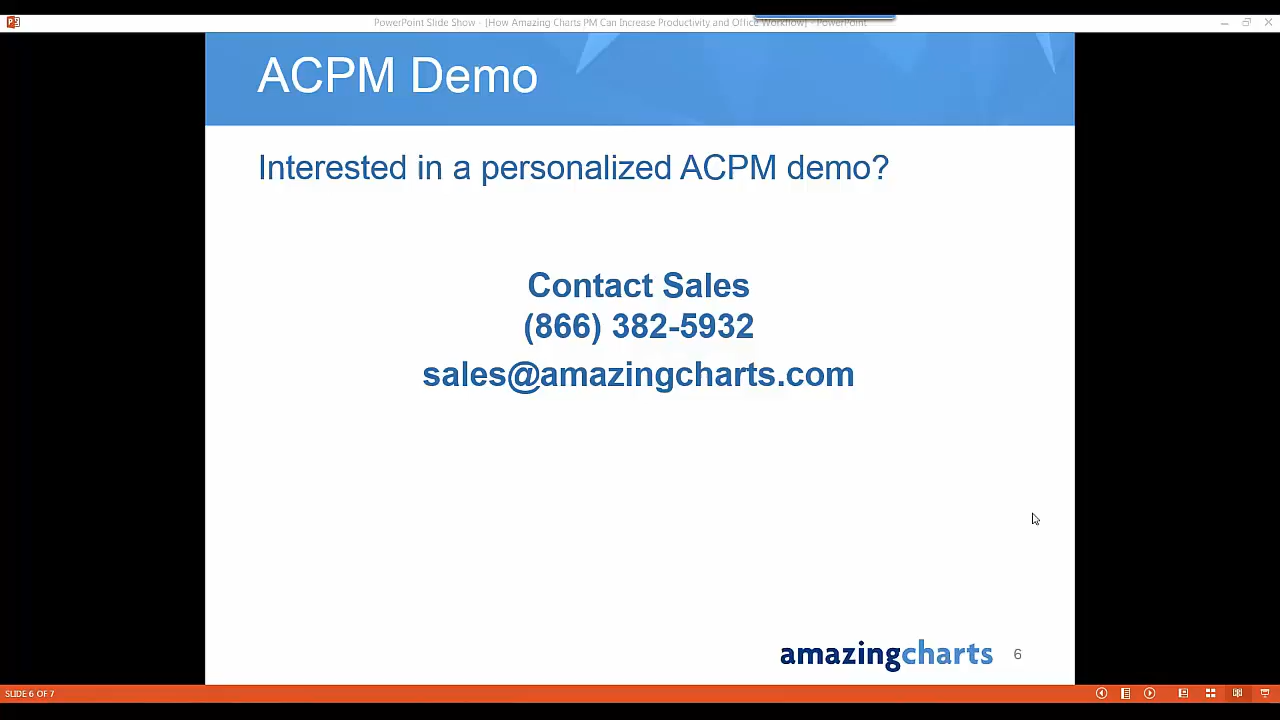 PowerPoint Slide Show - [How Amazing Charts PM Can Increase Productivity and Office Workflow] - PowerPoint
ACPM Demo
Interested in a personalized ACPM demo?
Contact Sales
(866) 382-5932
sales@amazingcharts.com
amazingcharts 6
SLIDE 6 OF 7